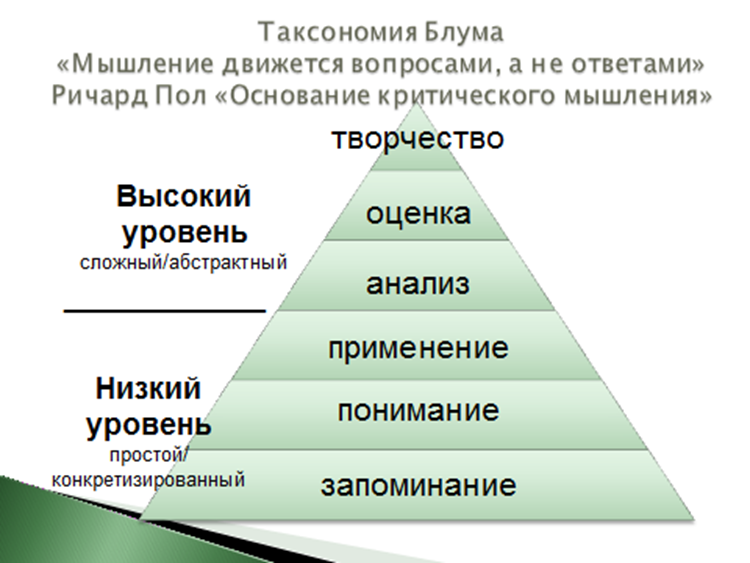 Таксономия Блума
«Мышление движется вопросами, а не ответами»
Ричард Пол «Основание критического мышления»
творчество
Высокий
уровень
сложный/абстрактный
оценка
анализ
применение
Низкий
уровень
простой/
конкретизированный
понимание
запоминание